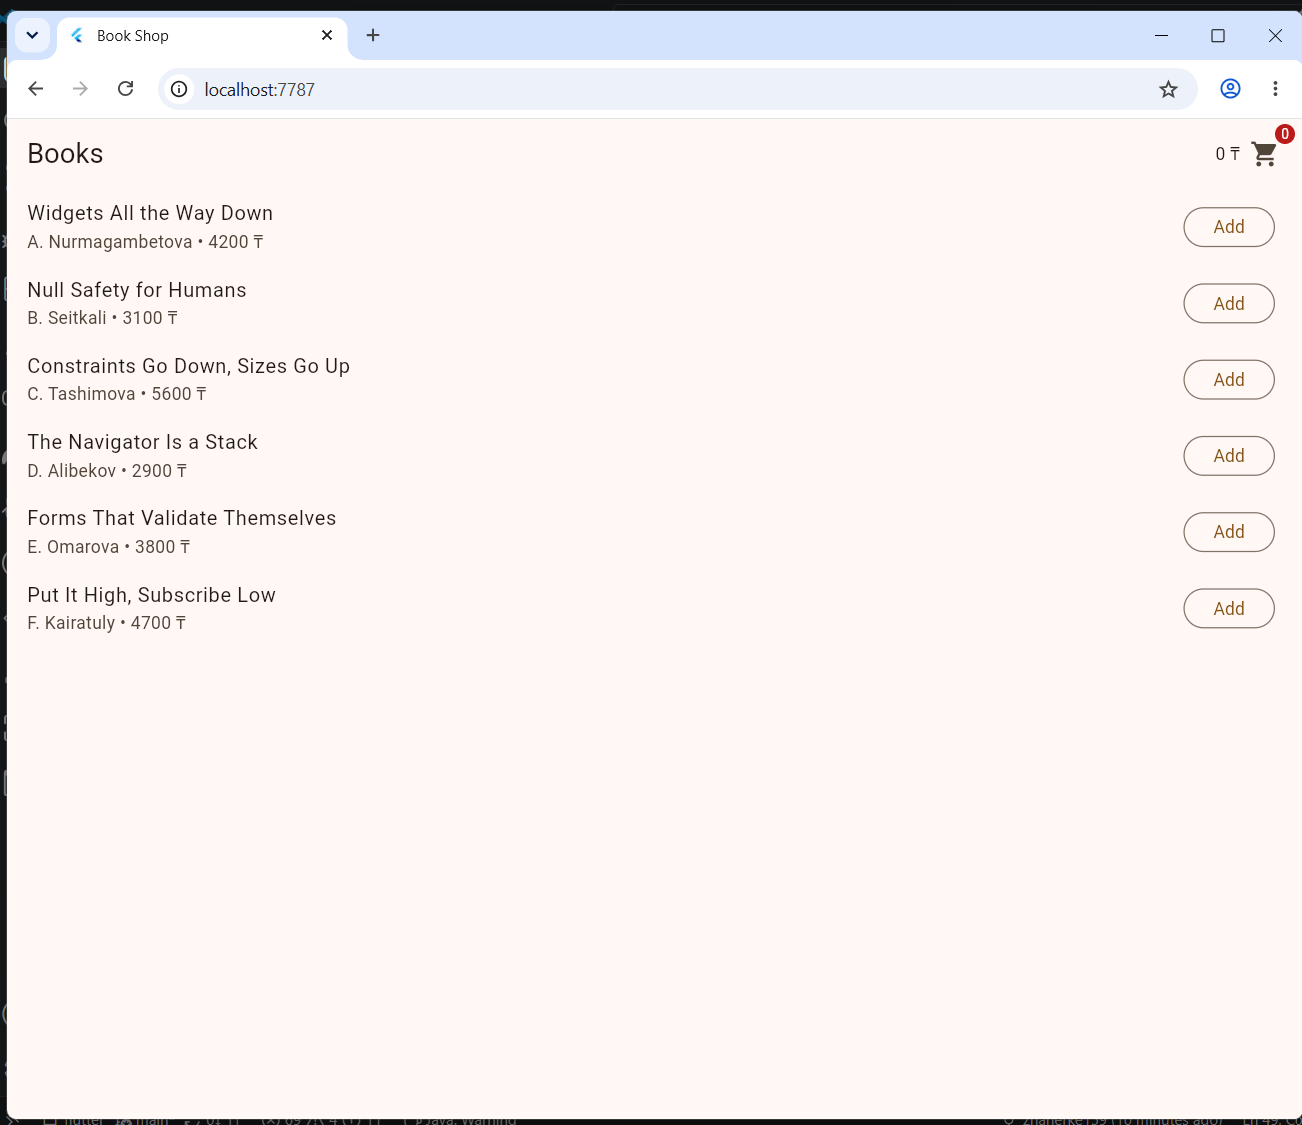 Book Shop
localhost:7787
0
Books
0 ₸
Widgets All the Way Down
A. Nurmagambetova • 4200 ₸
Add
Null Safety for Humans
B. Seitkali • 3100 ₸
Add
Constraints Go Down, Sizes Go Up
C. Tashimova • 5600 ₸
Add
The Navigator Is a Stack
D. Alibekov • 2900 ₸
Add
Forms That Validate Themselves
E. Omarova • 3800 ₸
Add
Put It High, Subscribe Low
F. Kairatuly • 4700 ₸
Add